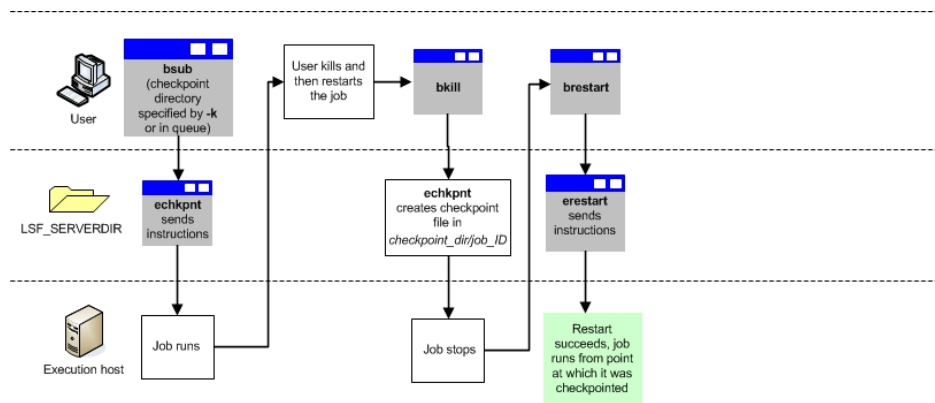 User
bsub
(checkpoint
directory
specified by -k
or in queue)
User kills and
then restarts
the job
bkill
brestart
LSF_SERVERDIR
echkpnt
sends
instructions
echkpnt
creates checkpoint
file in
checkpoint_dir/job_ID
erestart
sends
instructions
Execution host
Job runs
Job stops
Restart
succeeds, job
runs from point
at which it was
checkpointed